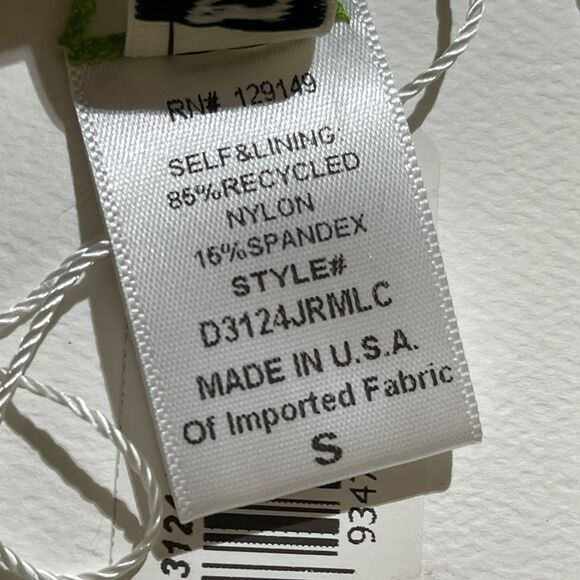 RN# 129149
SELF&LINING:
85%RECYCLED
NYLON
15%SPANDEX
STYLE#
D3124JRMLC
MADE IN U.S.A.
Of Imported Fabric
S